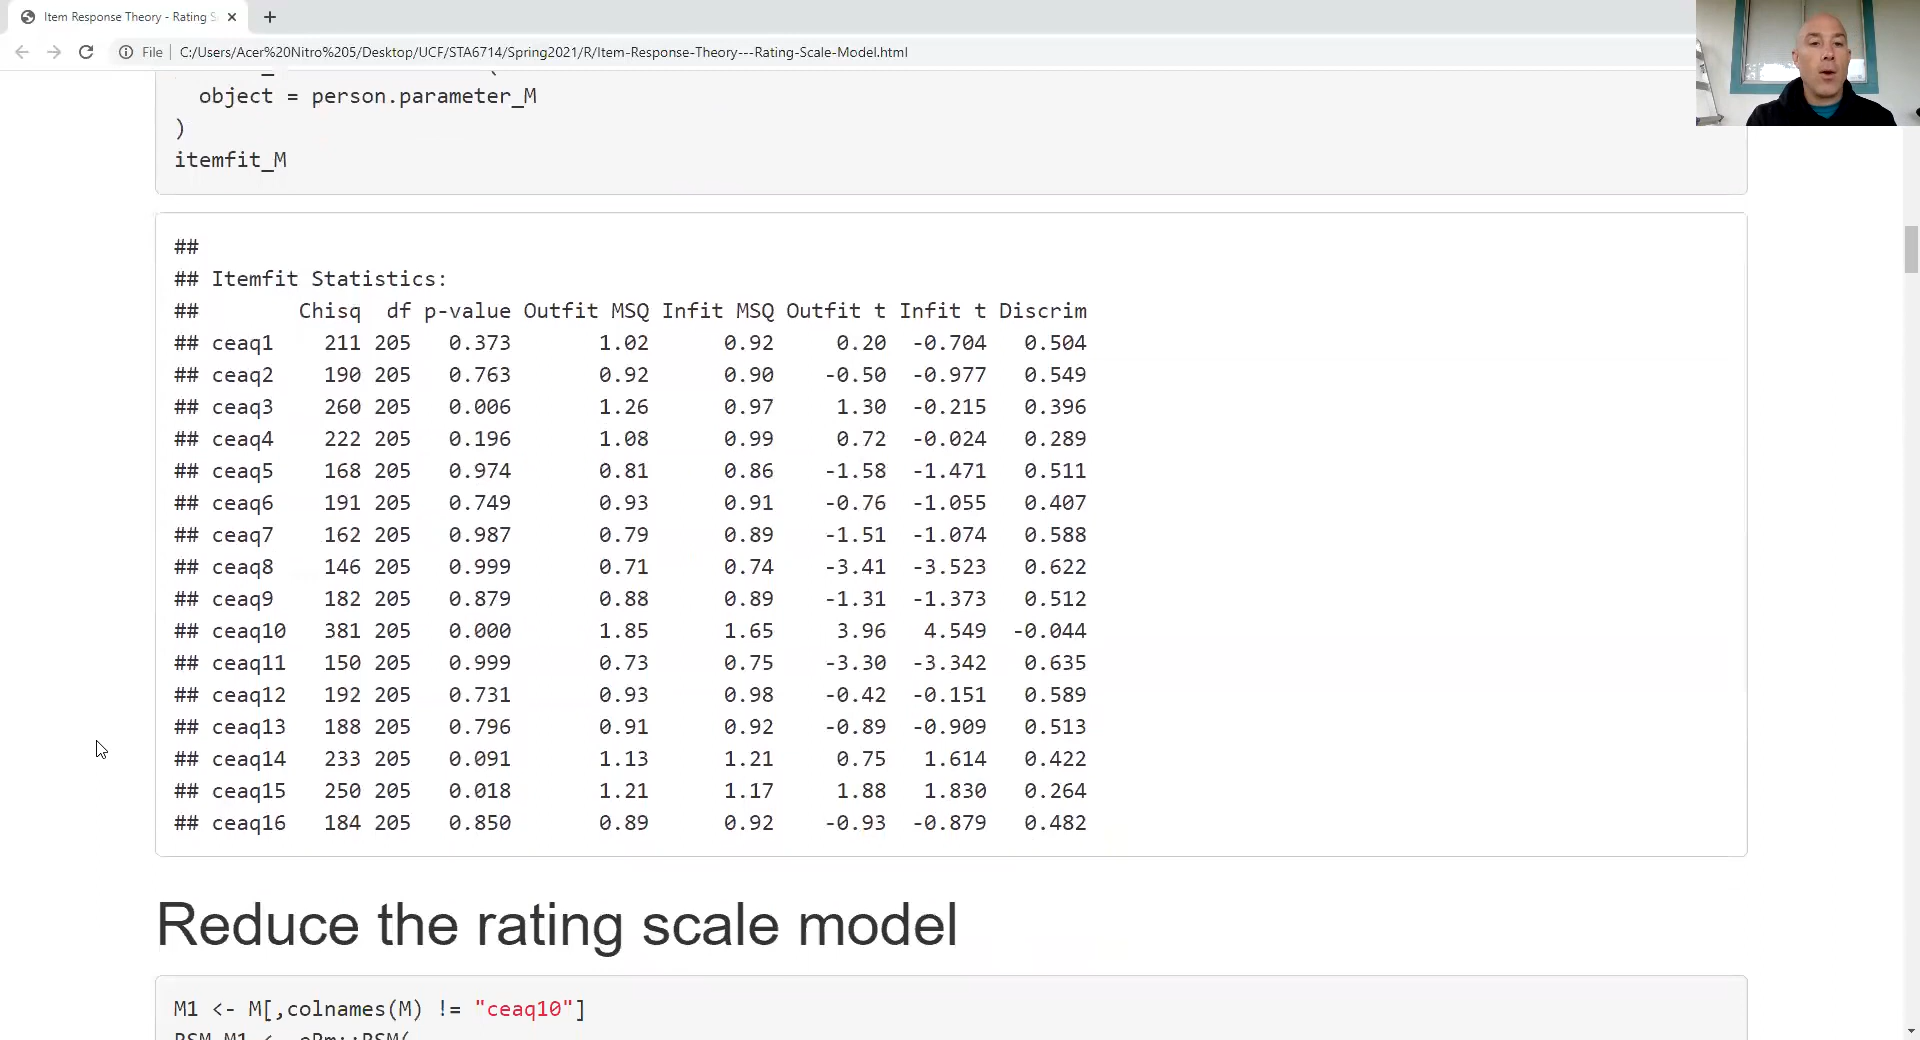 Item Response Theory - Rating S
File C:/Users/Acer%20Nitro%205/Desktop/UCF/STA6714/Spring2021/R/Item-Response-Theory---Rating-Scale-Model.html
object = person.parameter_M
)
itemfit_M
##
## Itemfit Statistics:
## Chisq df p-value Outfit MSQ Infit MSQ Outfit t Infit t Discrim
## ceaq1 211 205 0.373 1.02 0.92 0.20 -0.704 0.504
## ceaq2 190 205 0.763 0.92 0.90 -0.50 -0.977 0.549
## ceaq3 260 205 0.006 1.26 0.97 1.30 -0.215 0.396
## ceaq4 222 205 0.196 1.08 0.99 0.72 -0.024 0.289
## ceaq5 168 205 0.974 0.81 0.86 -1.58 -1.471 0.511
## ceaq6 191 205 0.749 0.93 0.91 -0.76 -1.055 0.407
## ceaq7 162 205 0.987 0.79 0.89 -1.51 -1.074 0.588
## ceaq8 146 205 0.999 0.71 0.74 -3.41 -3.523 0.622
## ceaq9 182 205 0.879 0.88 0.89 -1.31 -1.373 0.512
## ceaq10 381 205 0.000 1.85 1.65 3.96 4.549 -0.044
## ceaq11 150 205 0.999 0.73 0.75 -3.30 -3.342 0.635
## ceaq12 192 205 0.731 0.93 0.98 -0.42 -0.151 0.589
## ceaq13 188 205 0.796 0.91 0.92 -0.89 -0.909 0.513
## ceaq14 233 205 0.091 1.13 1.21 0.75 1.614 0.422
## ceaq15 250 205 0.018 1.21 1.17 1.88 1.830 0.264
## ceaq16 184 205 0.850 0.89 0.92 -0.93 -0.879 0.482
Reduce the rating scale model
M1 <- M[,colnames(M) != "ceaq10"]
RSM_M1 <- eRm::RSM(